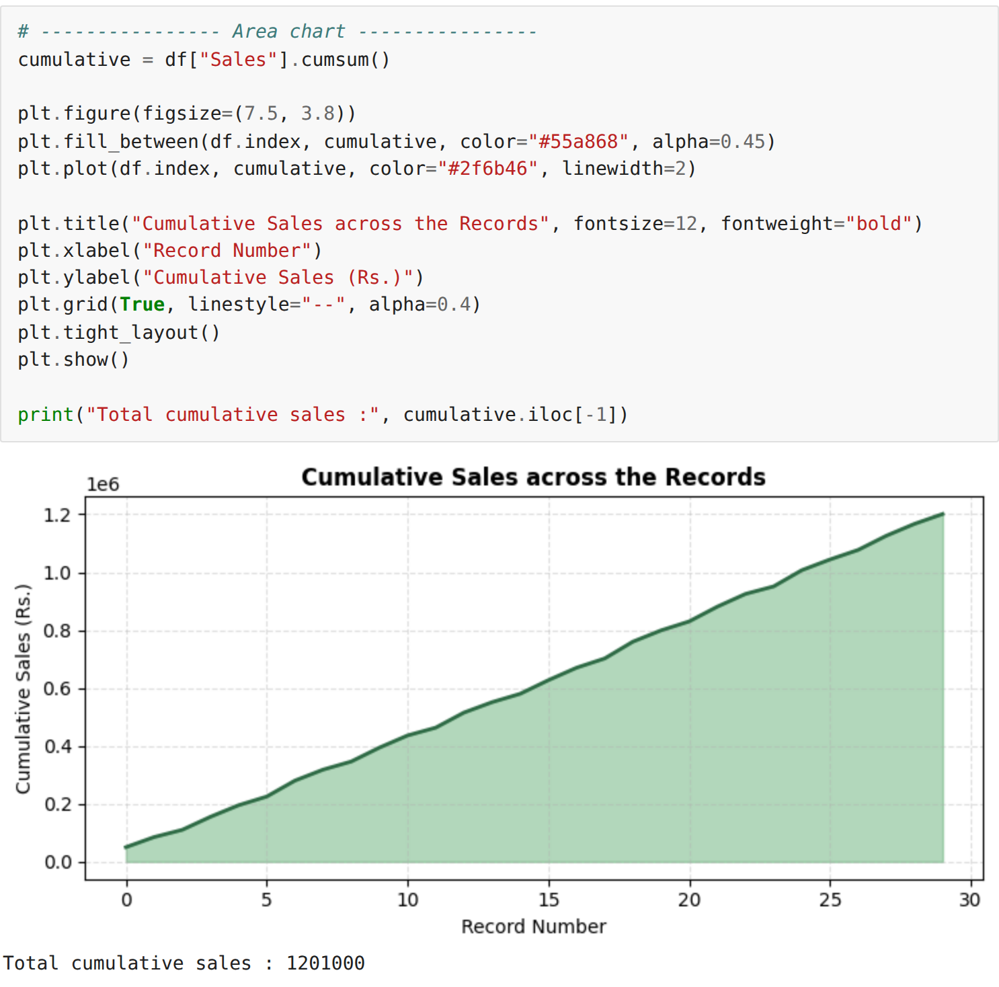 # ---------------- Area chart ----------------
cumulative = df["Sales"].cumsum()
plt.figure(figsize=(7.5, 3.8))
plt.fill_between(df.index, cumulative, color="#55a868", alpha=0.45)
plt.plot(df.index, cumulative, color="#2f6b46", linewidth=2)
plt.title("Cumulative Sales across the Records", fontsize=12, fontweight="bold")
plt.xlabel("Record Number")
plt.ylabel("Cumulative Sales (Rs.)")
plt.grid(True, linestyle="--", alpha=0.4)
plt.tight_layout()
plt.show()
print("Total cumulative sales :", cumulative.iloc[-1])
Cumulative Sales across the Records
1e6
1.2
1.0
0.8
0.6
0.4
0.2
0.0
Cumulative Sales (Rs.)
0 5 10 15 20 25 30
Record Number
Total cumulative sales : 1201000